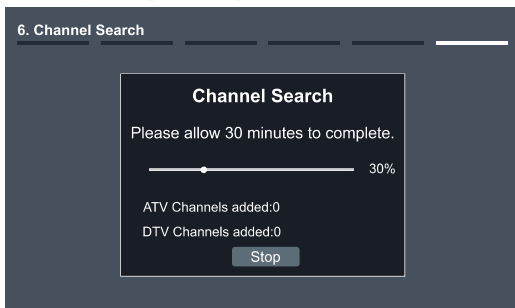 6. Channel Search
Channel Search
Please allow 30 minutes to complete.
30%
ATV Channels added:0
DTV Channels added:0
Stop